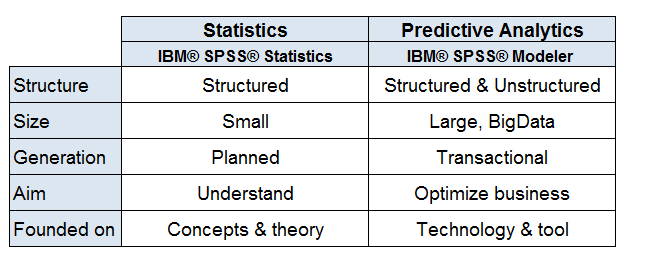 Statistics Predictive Analytics
IBM® SPSS® Statistics IBM® SPSS® Modeler
Structure Structured Structured & Unstructured
Size Small Large, BigData
Generation Planned Transactional
Aim Understand Optimize business
Founded on Concepts & theory Technology & tool